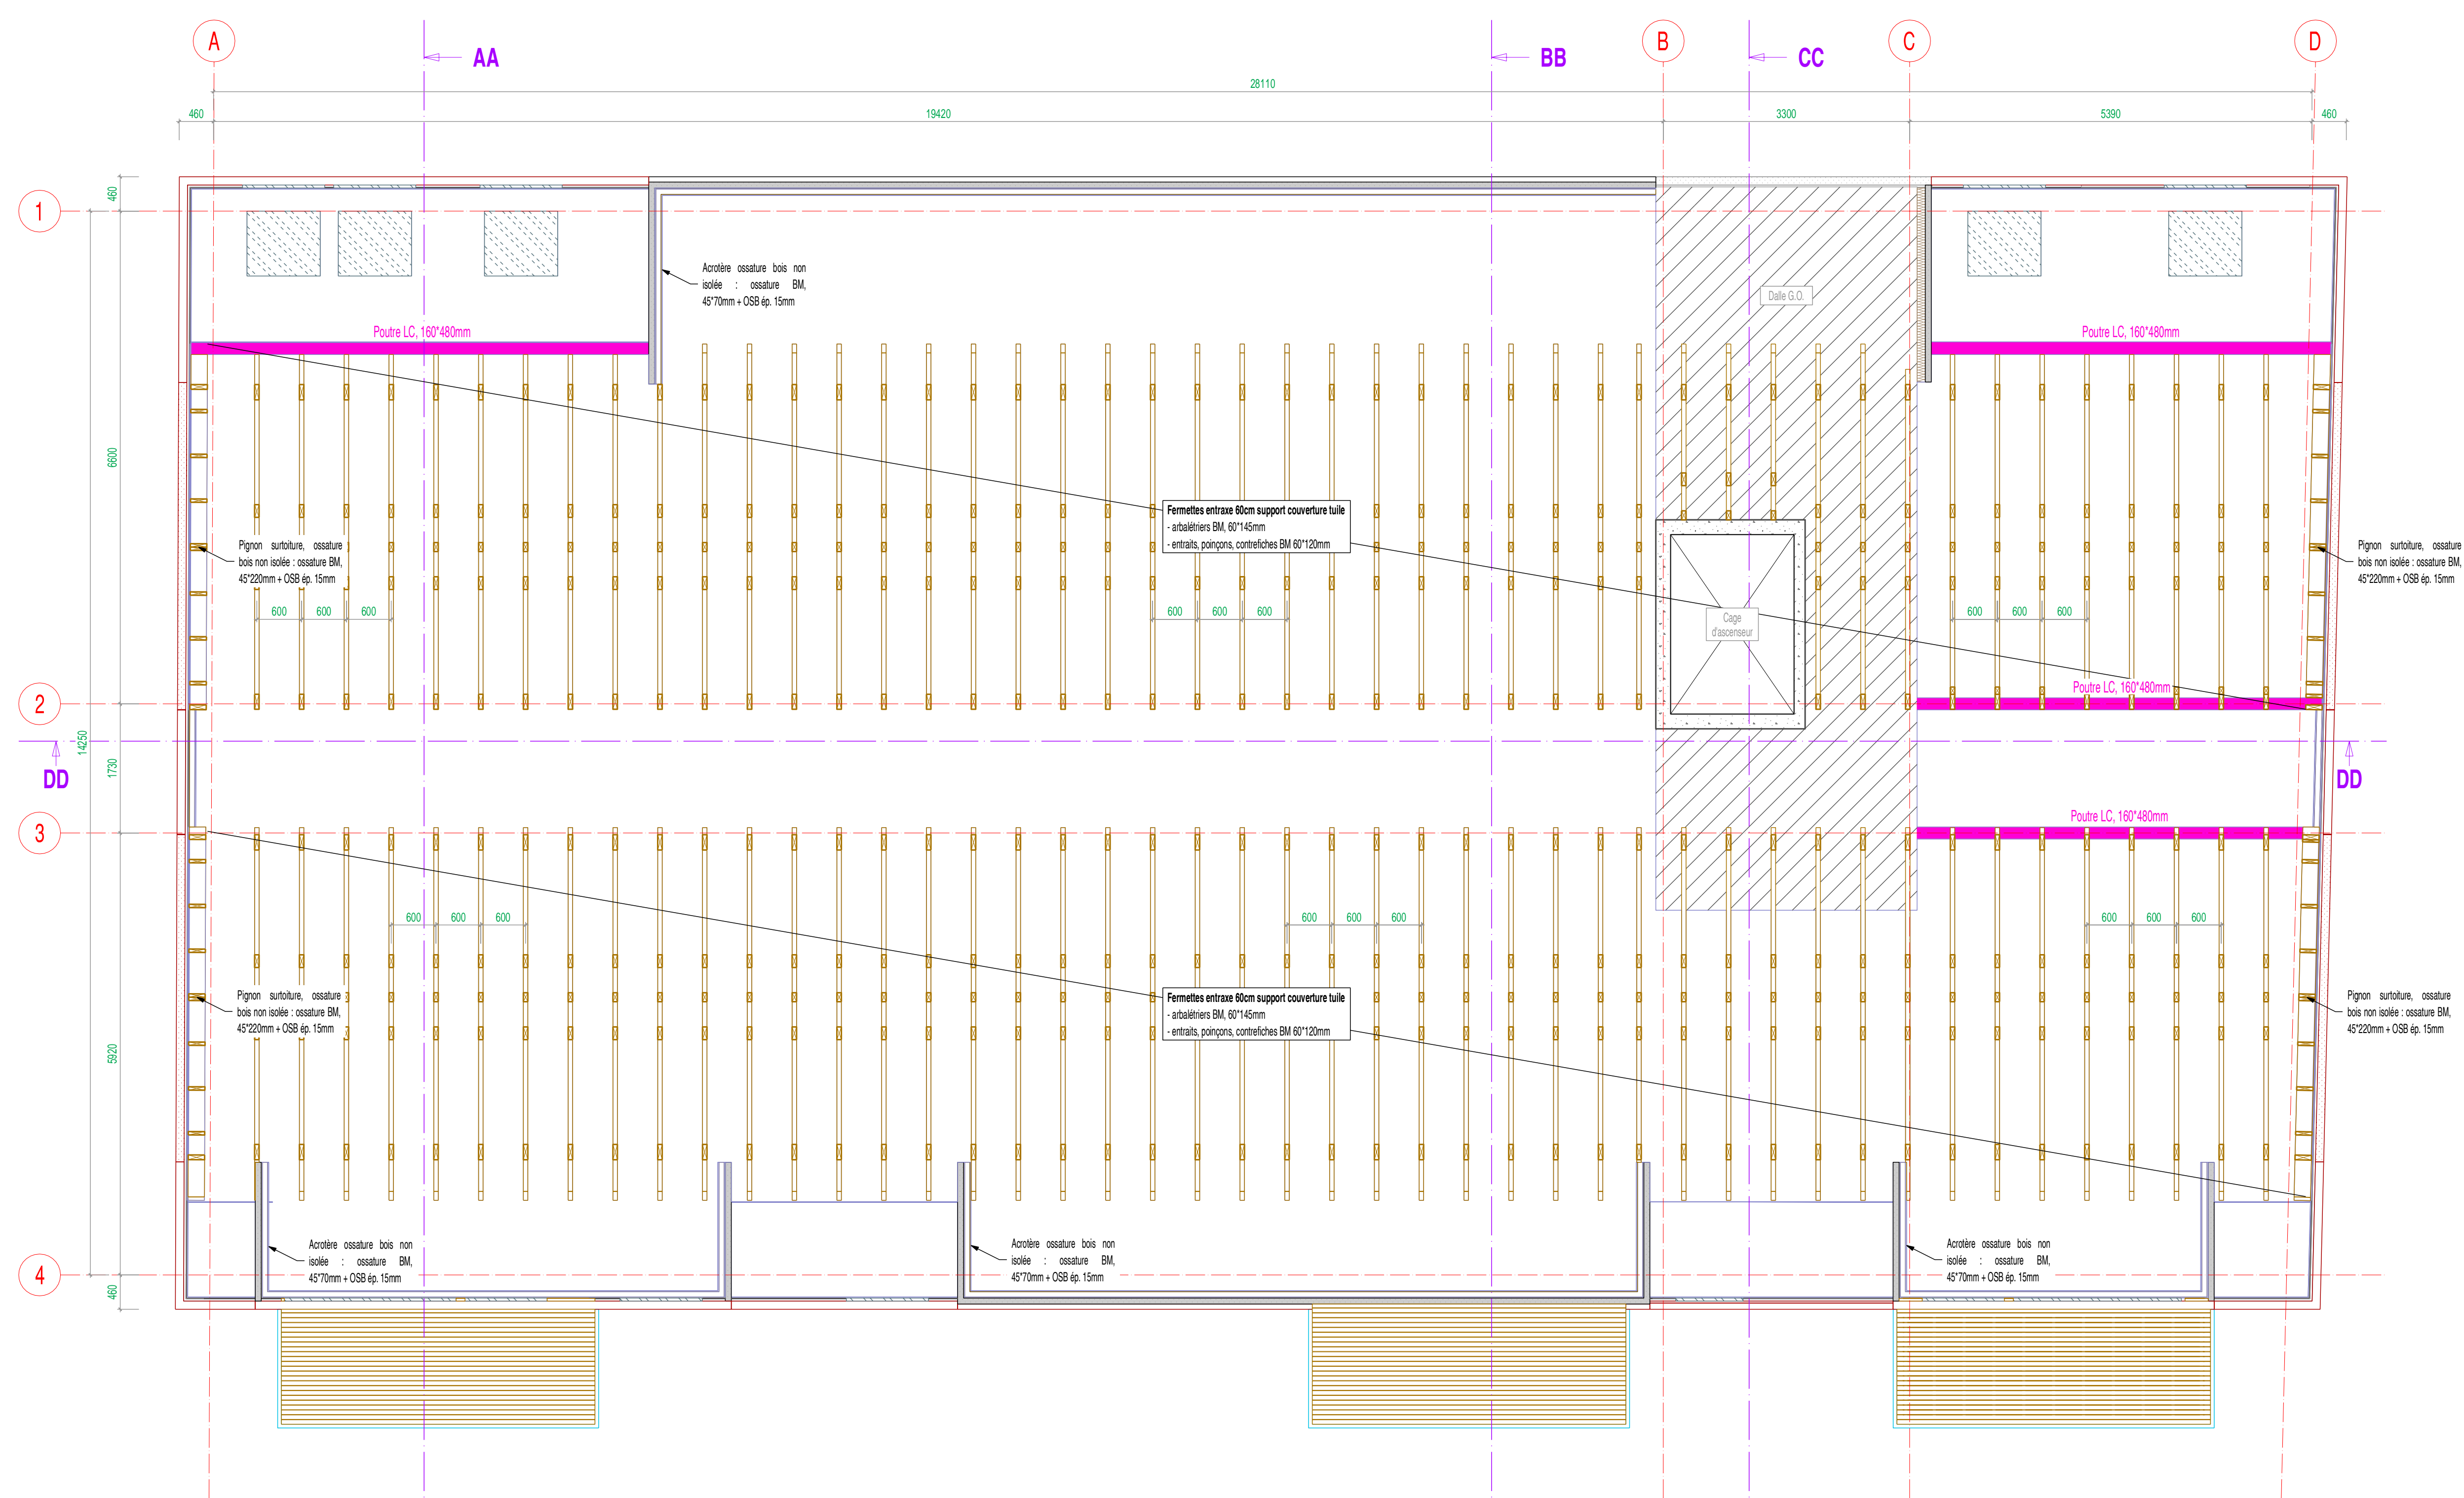 A
B
C
D
AA
BB
CC
28110
460
19420
3300
5390
460
460
1
Acrotère ossature bois non
isolée : ossature BM,
45*70mm + OSB ép. 15mm
Dalle G.O.
Poutre LC, 160*480mm
Poutre LC, 160*480mm
6600
Fermettes entraxe 60cm support couverture tuile
- arbalétriers BM, 60*145mm
- entraits, poinçons, contrefiches BM 60*120mm
Pignon surtoiture, ossature
bois non isolée : ossature BM,
45*220mm + OSB ép. 15mm
Pignon surtoiture, ossature
bois non isolée : ossature BM,
45*220mm + OSB ép. 15mm
600
600
600
600
600
600
600
600
600
Cage
d'ascenseur
Poutre LC, 160*480mm
2
14250
1730
DD
DD
3
Poutre LC, 160*480mm
600
600
600
600
600
600
600
600
600
Pignon surtoiture, ossature
bois non isolée : ossature BM,
45*220mm + OSB ép. 15mm
Fermettes entraxe 60cm support couverture tuile
- arbalétriers BM, 60*145mm
- entraits, poinçons, contrefiches BM 60*120mm
Pignon surtoiture, ossature
bois non isolée : ossature BM,
45*220mm + OSB ép. 15mm
5920
Acrotère ossature bois non
isolée : ossature BM,
45*70mm + OSB ép. 15mm
Acrotère ossature bois non
isolée : ossature BM,
45*70mm + OSB ép. 15mm
Acrotère ossature bois non
isolée : ossature BM,
45*70mm + OSB ép. 15mm
4
460